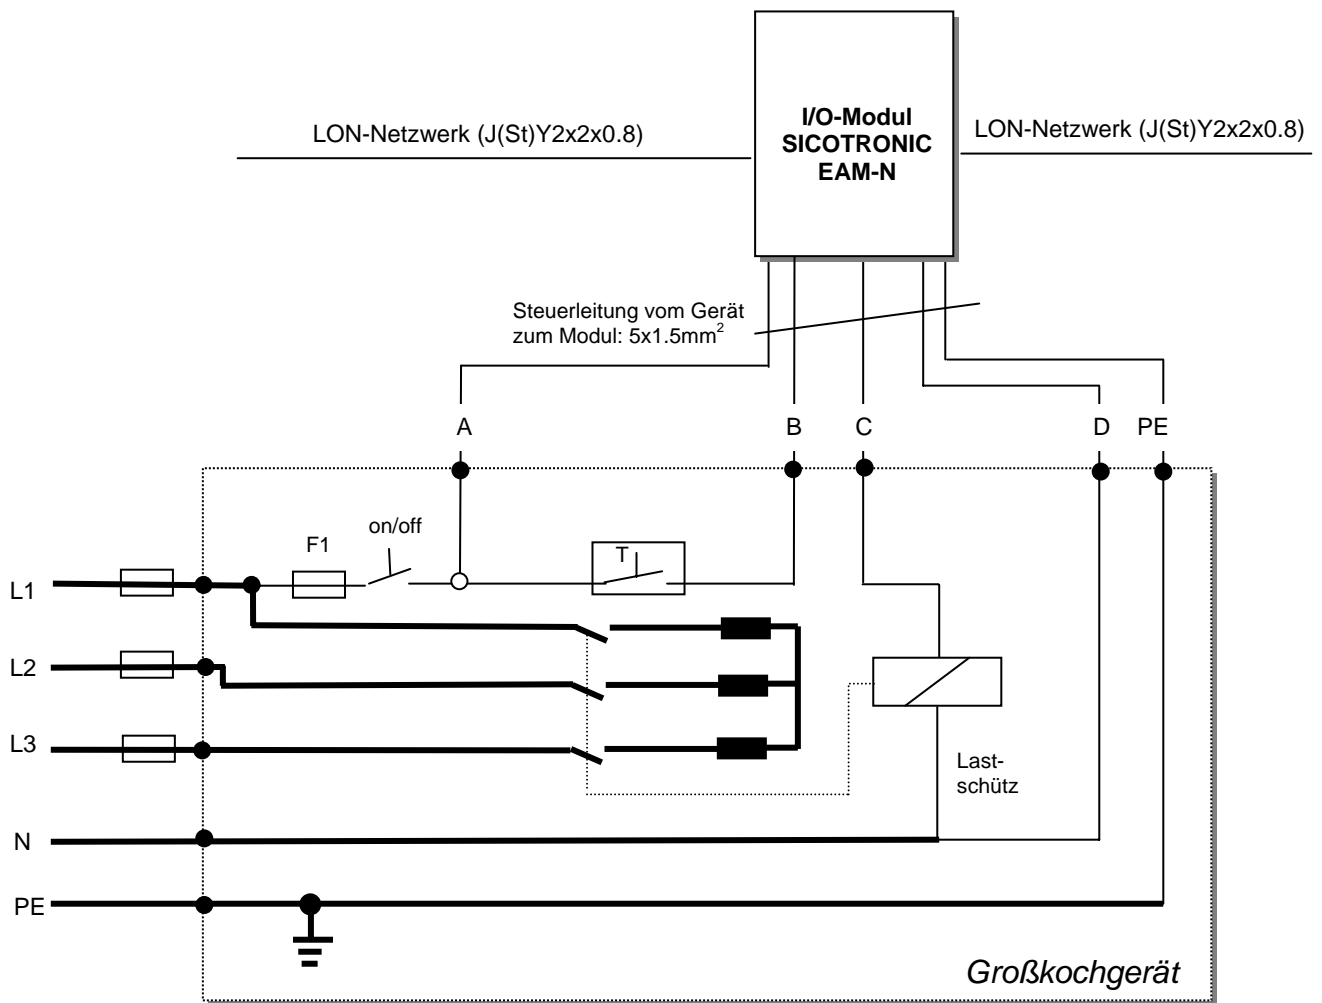 I/O-Modul
SICOTRONIC
EAM-N
LON-Netzwerk (J(St)Y2x2x0.8)
LON-Netzwerk (J(St)Y2x2x0.8)
Steuerleitung vom Gerät
zum Modul: 5x1.5mm²
A
B
C
D
PE
on/off
F1
T
L1
L2
L3
Last-
schütz
N
PE
Großkochgerät